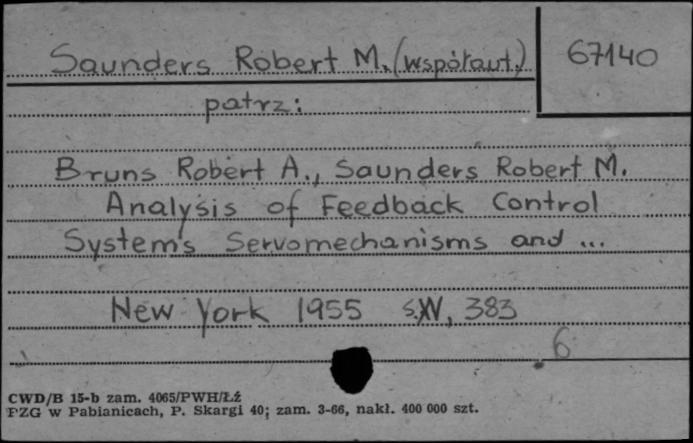 Saunders Robert M. (współaut.)
67140
patrz:
Bruns Robert A., Saunders Robert M.
Analysis of Feedback Control
Systems Servomechanisms and ...
New York 1955 s.XV, 383
6
CWD/B 15-b zam. 4065/PWH/Łź
PZG w Pabianicach, P. Skargi 40; zam. 3-66, nakł. 400 000 szt.